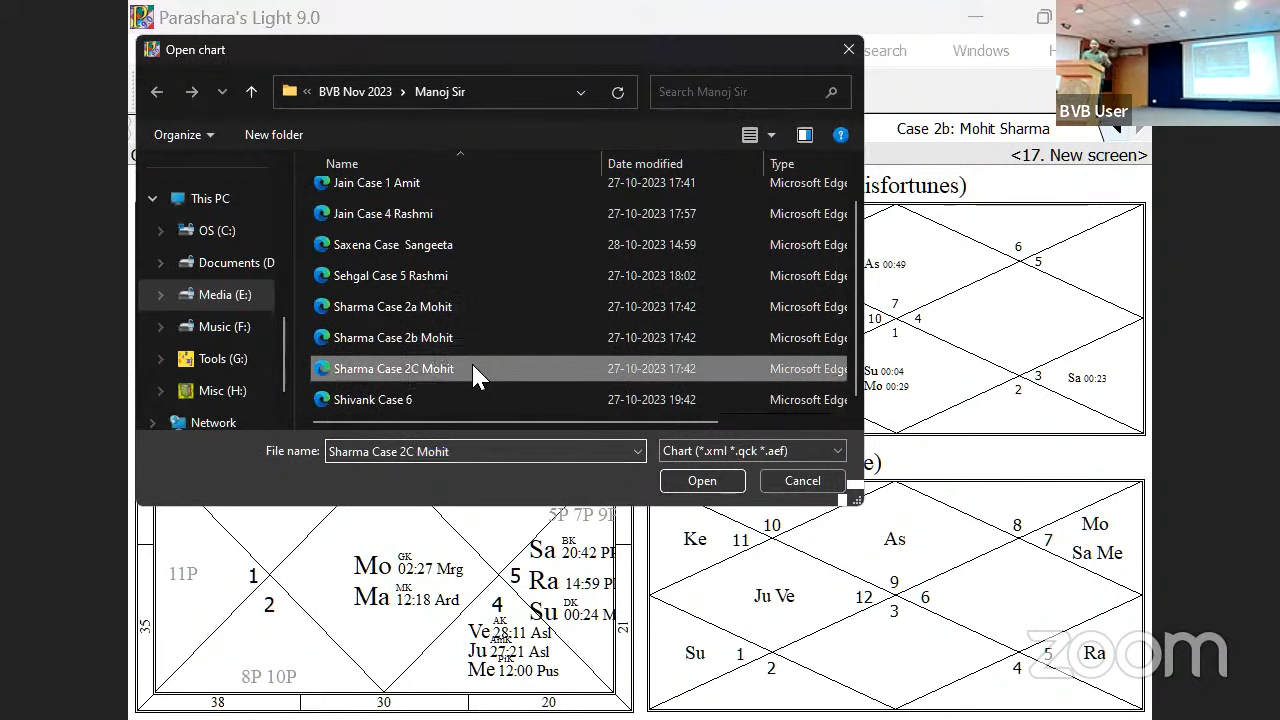 Parashara's Light 9.0
Open chart
search
Windows
BVB User
BVB Nov 2023
Manoj Sir
Search Manoj Sir
Organize
New folder
Case 2b: Mohit Sharma
<17. New screen>
isfortunes)
Name
Date modified
Type
This PC
OS (C:)
Documents (D
Media (E:)
Music (F:)
Tools (G:)
Misc (H:)
Network
Jain Case 1 Amit 27-10-2023 17:41 Microsoft Edge
Jain Case 4 Rashmi 27-10-2023 17:57 Microsoft Edge
Saxena Case Sangeeta 28-10-2023 14:59 Microsoft Edge
Sehgal Case 5 Rashmi 27-10-2023 18:02 Microsoft Edge
Sharma Case 2a Mohit 27-10-2023 17:42 Microsoft Edge
Sharma Case 2b Mohit 27-10-2023 17:42 Microsoft Edge
Sharma Case 2C Mohit 27-10-2023 17:42 Microsoft Edge
Shivank Case 6 27-10-2023 19:42 Microsoft Edge
File name:
Sharma Case 2C Mohit
Chart (*.xml *.qck *.aef)
Open
Cancel
As 00:49
6
5
7
10
4
1
Su 00:04
Mo 00:29
3
2
Sa 00:23
e)
5P 7P 9P
11P
1
2
35
Mo GK 02:27 Mrg
Ma MK 12:18 Ard
5
4
Sa BK 20:42 P
Ra 14:59 P
Su DK 00:24 M
Ve AK 28:11 Asl
Ju AmK 27:21 Asl
Me PiK 12:00 Pus
21
8P 10P
38
30
20
Ke
10
11
As
8
7
Mo
Sa Me
Ju Ve
9
12
6
3
Su
1
2
5
4
Ra
zoom